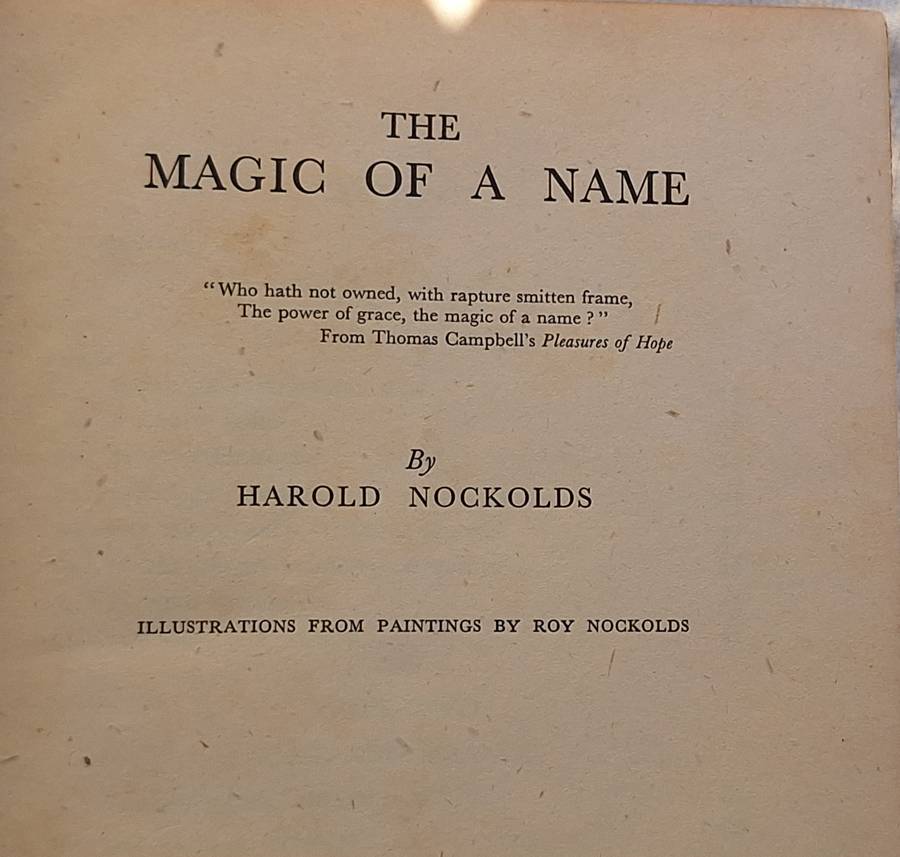 THE
MAGIC OF A NAME
“Who hath not owned, with rapture smitten frame,
The power of grace, the magic of a name?”
From Thomas Campbell's Pleasures of Hope
By
HAROLD NOCKOLDS
ILLUSTRATIONS FROM PAINTINGS BY ROY NOCKOLDS